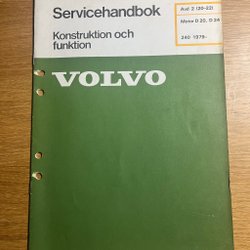 Servicehandbok
Konstruktion och
funktion
Avd 2 (20-22)
Motor D 20, D 24
240 1979-
VOLVO